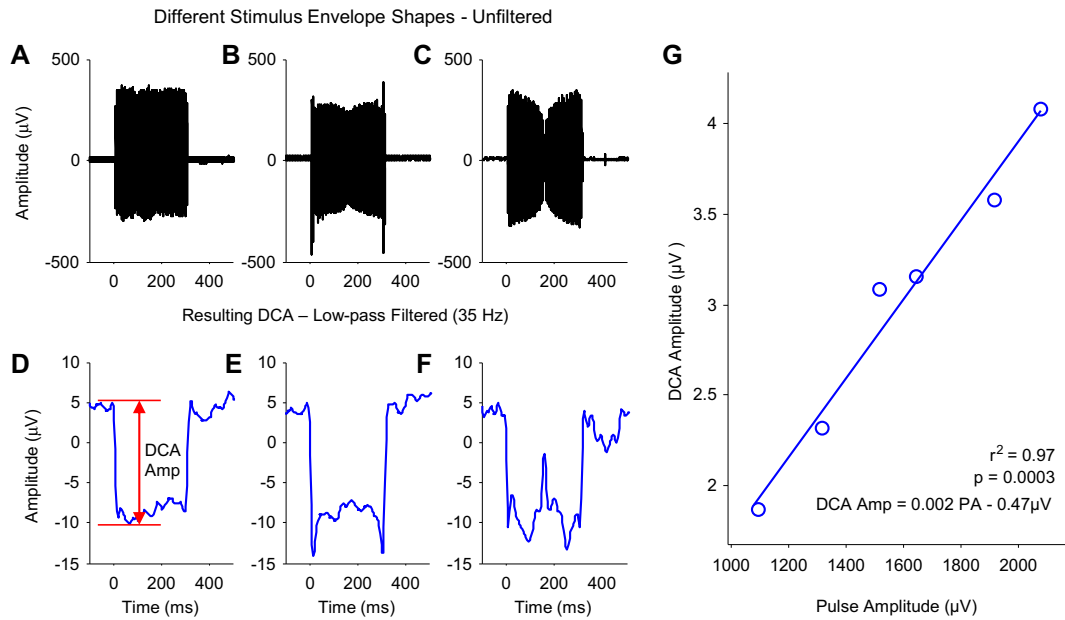 Different Stimulus Envelope Shapes - Unfiltered
A
B
C
G
500
0
-500
Amplitude (µV)
0 200 400
500
0
-500
0 200 400
500
0
-500
0 200 400
Resulting DCA – Low-pass Filtered (35 Hz)
D
E
F
10
5
0
-5
-10
-15
Amplitude (µV)
DCA
Amp
0 200 400
Time (ms)
10
5
0
-5
-10
-15
0 200 400
Time (ms)
10
5
0
-5
-10
-15
0 200 400
Time (ms)
4
3.5
3
2.5
2
DCA Amplitude (µV)
r² = 0.97
p = 0.0003
DCA Amp = 0.002 PA - 0.47µV
1000 1200 1400 1600 1800 2000
Pulse Amplitude (µV)